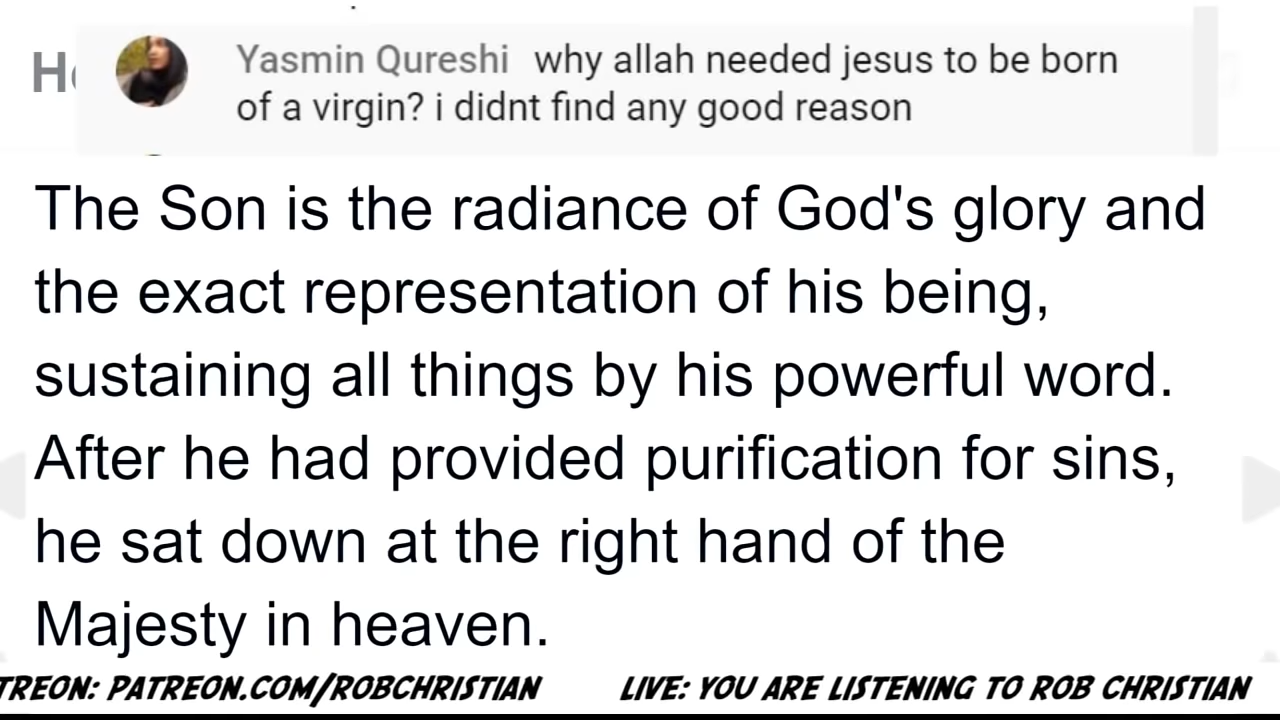 Yasmin Qureshi why allah needed jesus to be born
of a virgin? i didnt find any good reason
The Son is the radiance of God's glory and
the exact representation of his being,
sustaining all things by his powerful word.
After he had provided purification for sins,
he sat down at the right hand of the
Majesty in heaven.
TREON: PATREON.COM/ROBCHRISTIAN LIVE: YOU ARE LISTENING TO ROB CHRISTIAN